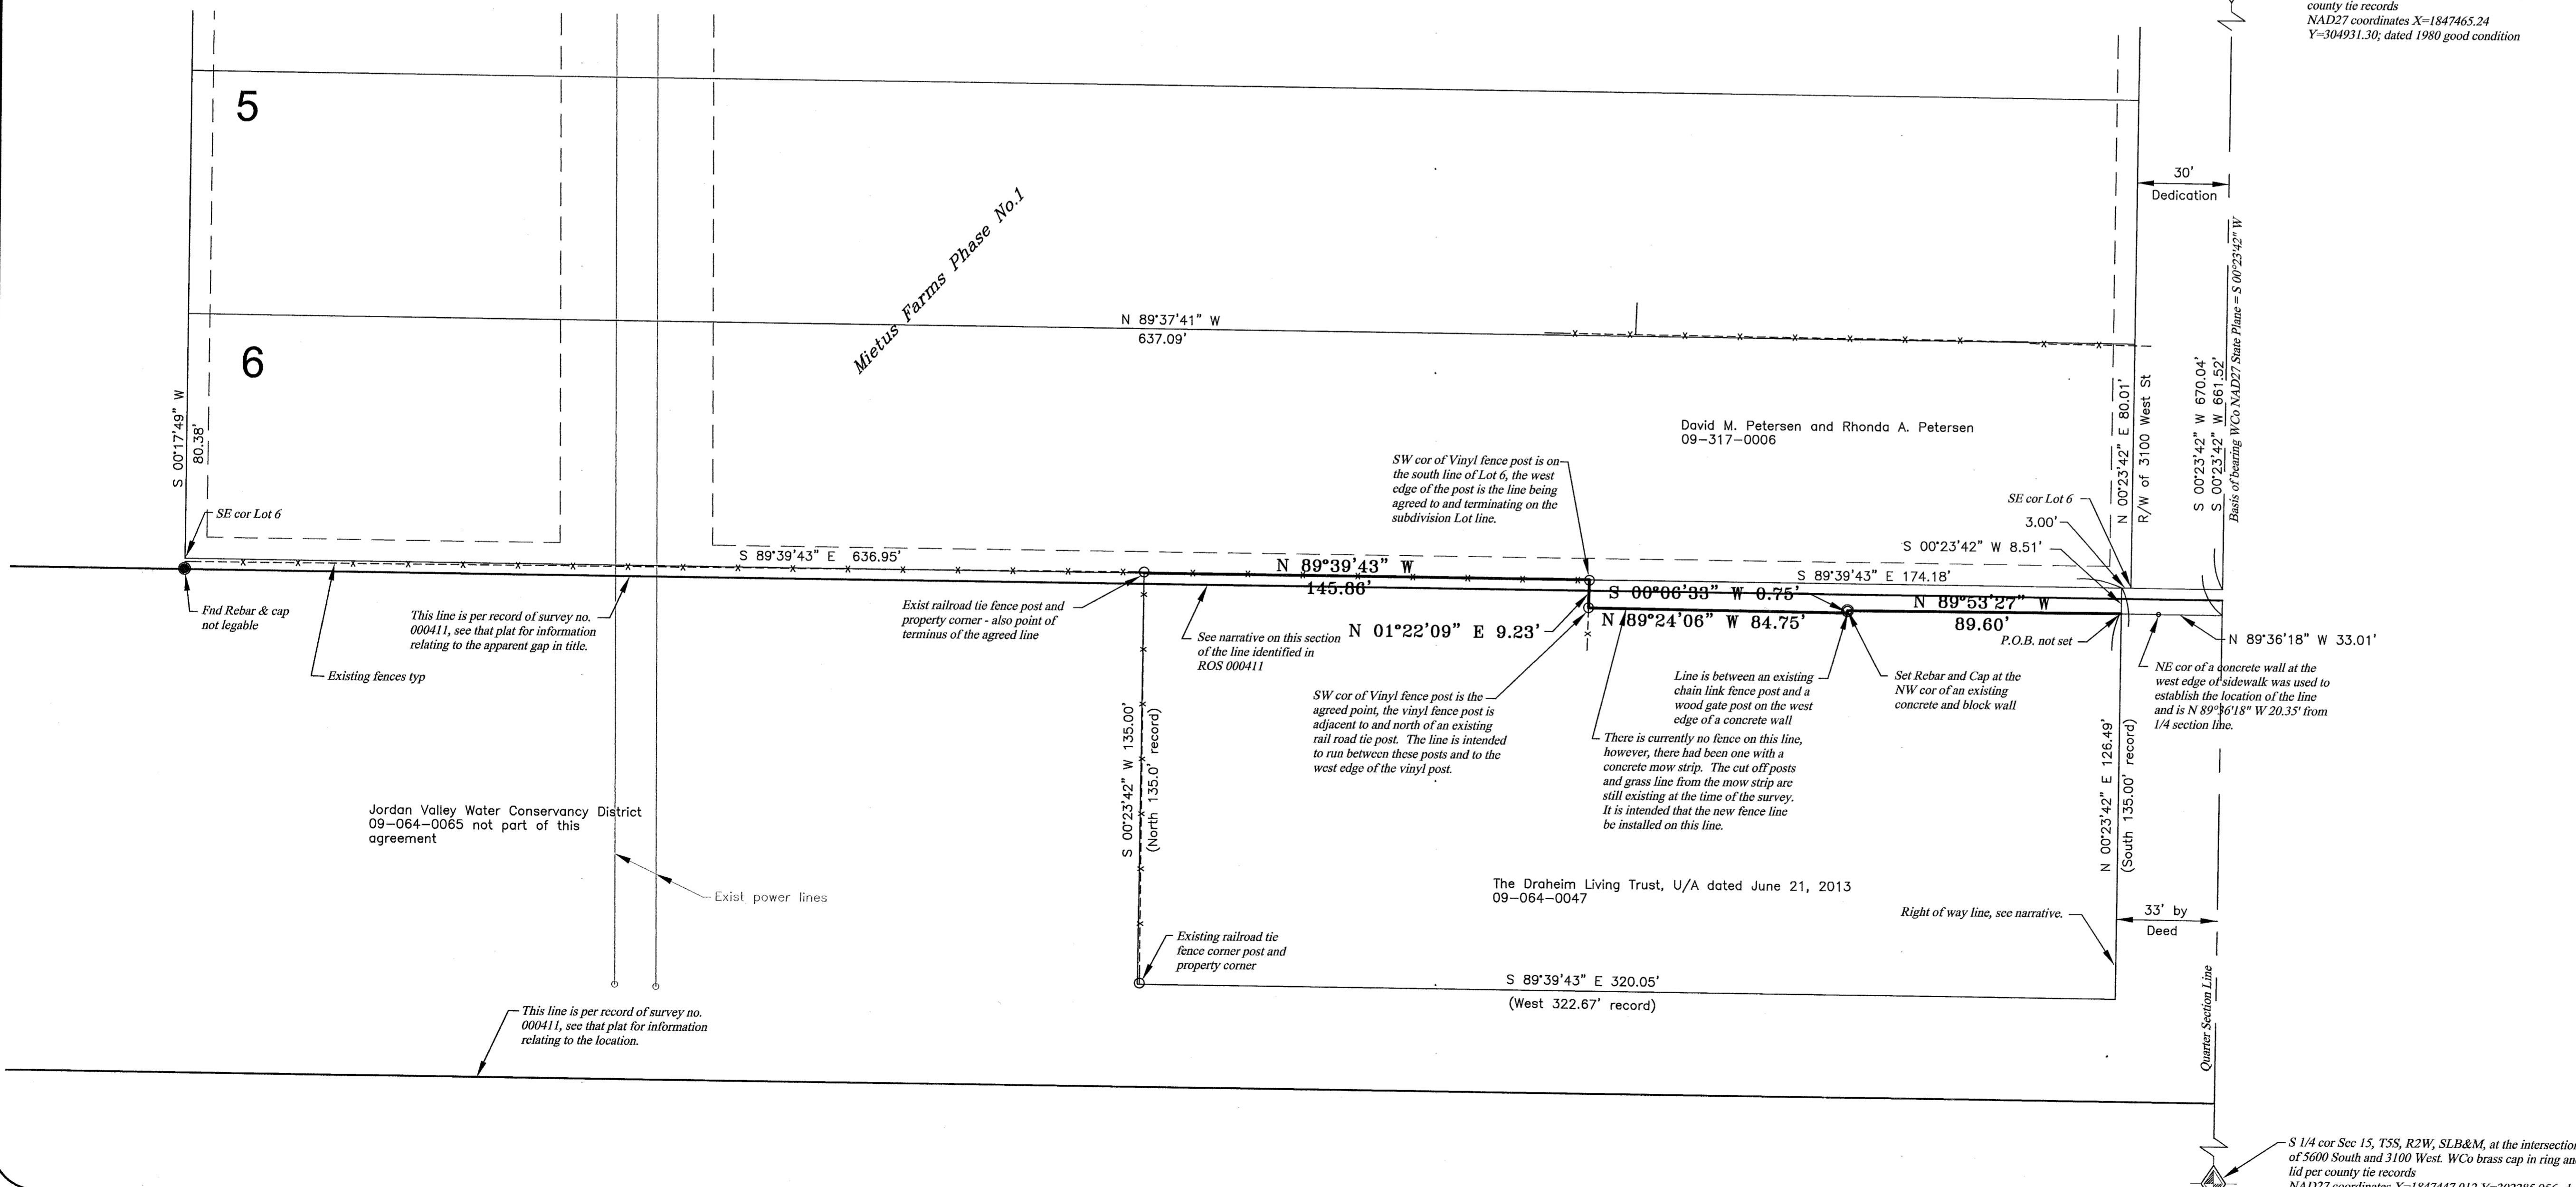 county tie records
NAD27 coordinates X=1847465.24
Y=304931.30; dated 1980 good condition
5
30'
Dedication
Mietus Farms Phase No.1
Basis of bearing WCo NAD27 State Plane = S 00°23'42" W
N 89°37'41" W
637.09'
6
S 00°17'49" W
80.38'
N 00°23'42" E 80.01'
R/W of 3100 West St
S 00°23'42" W 670.04'
S 00°23'42" W 661.52'
David M. Petersen and Rhonda A. Petersen
09-317-0006
SW cor of Vinyl fence post is on
the south line of Lot 6, the west
edge of the post is the line being
agreed to and terminating on the
subdivision Lot line.
SE cor Lot 6
SE cor Lot 6
3.00'
S 00°23'42" W 8.51'
S 89°39'43" E 636.95'
N 89°39'43" W
145.86'
S 89°39'43" E 174.18'
S 00°06'33" W 0.75'
N 89°53'27" W
89.60'
N 01°22'09" E 9.23'
N 89°24'06" W 84.75'
P.O.B. not set
N 89°36'18" W 33.01'
Fnd Rebar & cap
not legable
This line is per record of survey no.
000411, see that plat for information
relating to the apparent gap in title.
Existing fences typ
Exist railroad tie fence post and
property corner - also point of
terminus of the agreed line
See narrative on this section
of the line identified in
ROS 000411
SW cor of Vinyl fence post is the
agreed point, the vinyl fence post is
adjacent to and north of an existing
rail road tie post. The line is intended
to run between these posts and to the
west edge of the vinyl post.
Line is between an existing
chain link fence post and a
wood gate post on the west
edge of a concrete wall
Set Rebar and Cap at the
NW cor of an existing
concrete and block wall
NE cor of a concrete wall at the
west edge of sidewalk was used to
establish the location of the line
and is N 89°36'18" W 20.35' from
1/4 section line.
There is currently no fence on this line,
however, there had been one with a
concrete mow strip. The cut off posts
and grass line from the mow strip are
still existing at the time of the survey.
It is intended that the new fence line
be installed on this line.
S 00°23'42" W 135.00'
(North 135.0' record)
N 00°23'42" E 126.49'
(South 135.00' record)
Jordan Valley Water Conservancy District
09-064-0065 not part of this
agreement
Exist power lines
The Draheim Living Trust, U/A dated June 21, 2013
09-064-0047
Right of way line, see narrative.
33' by
Deed
Existing railroad tie
fence corner post and
property corner
S 89°39'43" E 320.05'
(West 322.67' record)
Quarter Section Line
This line is per record of survey no.
000411, see that plat for information
relating to the location.
S 1/4 cor Sec 15, T5S, R2W, SLB&M, at the intersection
of 5600 South and 3100 West. WCo brass cap in ring and
lid per county tie records
NAD27 coordinates